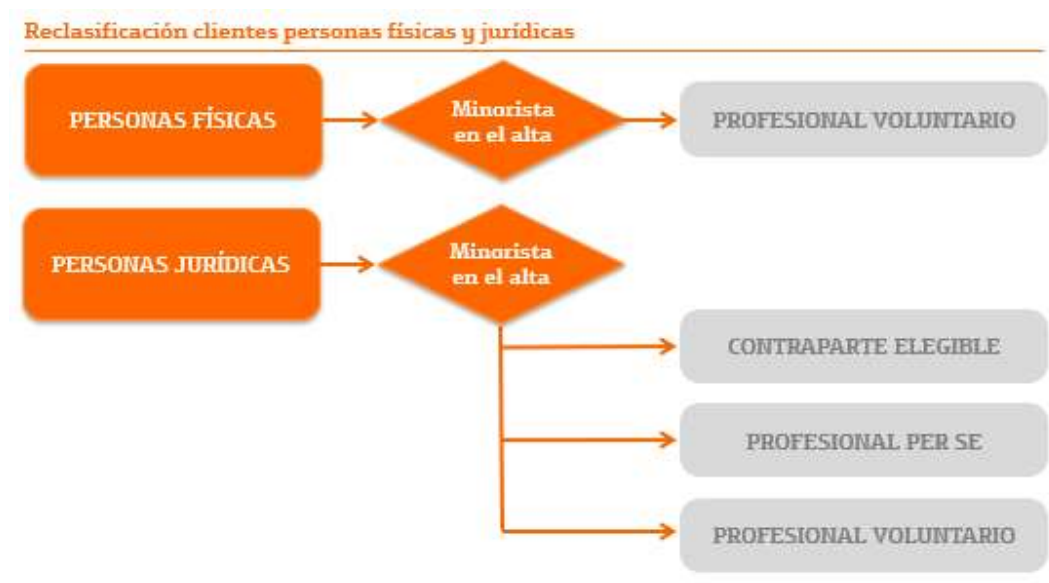 Reclasificación clientes personas físicas y jurídicas
PERSONAS FÍSICAS
Minorista
en el alta
PROFESIONAL VOLUNTARIO
PERSONAS JURÍDICAS
Minorista
en el alta
CONTRAPARTE ELEGIBLE
PROFESIONAL PER SE
PROFESIONAL VOLUNTARIO